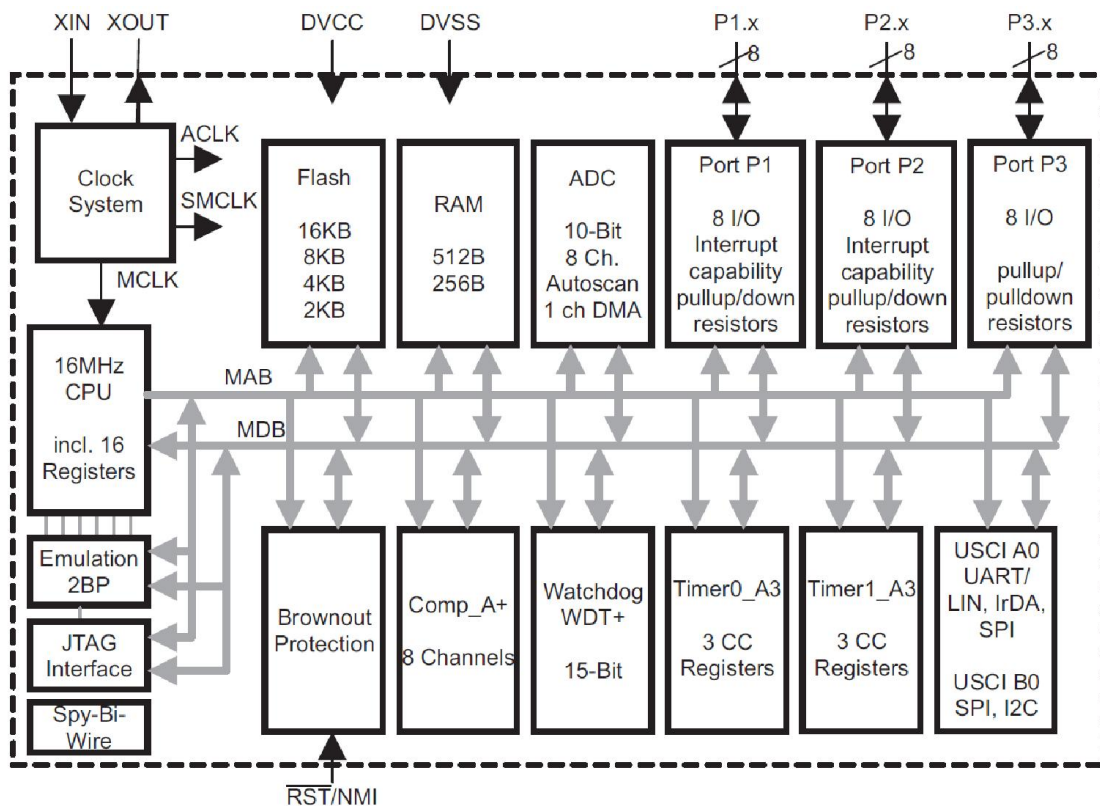 XIN
XOUT
DVCC
DVSS
P1.x
P2.x
P3.x
8
8
8
Clock
System
ACLK
SMCLK
MCLK
Flash
16KB
8KB
4KB
2KB
RAM
512B
256B
ADC
10-Bit
8 Ch.
Autoscan
1 ch DMA
Port P1
8 I/O
Interrupt
capability
pullup/down
resistors
Port P2
8 I/O
Interrupt
capability
pullup/down
resistors
Port P3
8 I/O
pullup/
pulldown
resistors
16MHz
CPU
incl. 16
Registers
MAB
MDB
Emulation
2BP
JTAG
Interface
Spy-Bi-
Wire
Brownout
Protection
Comp_A+
8 Channels
Watchdog
WDT+
15-Bit
Timer0_A3
3 CC
Registers
Timer1_A3
3 CC
Registers
USCI A0
UART/
LIN, IrDA,
SPI
USCI B0
SPI, I2C
RST/NMI